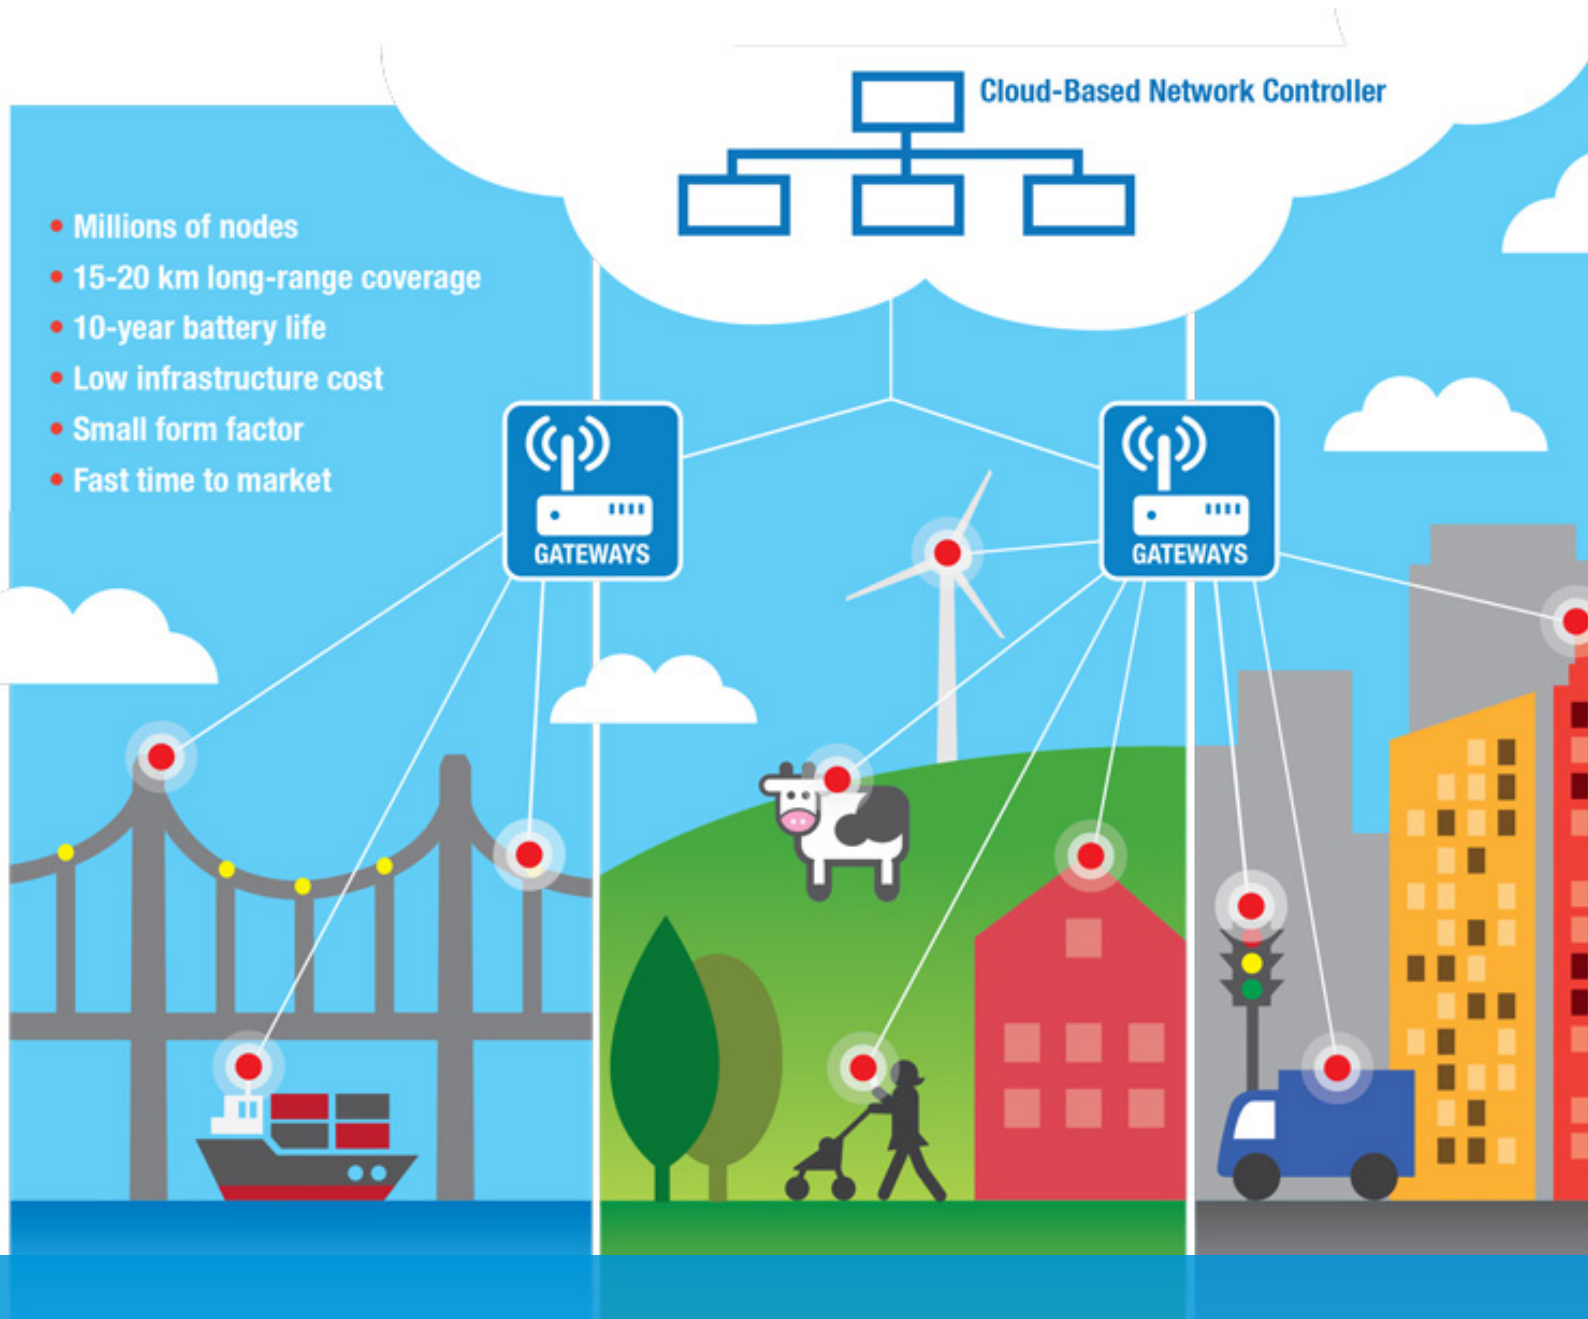 Cloud-Based Network Controller
• Millions of nodes
• 15-20 km long-range coverage
• 10-year battery life
• Low infrastructure cost
• Small form factor
• Fast time to market
GATEWAYS
GATEWAYS